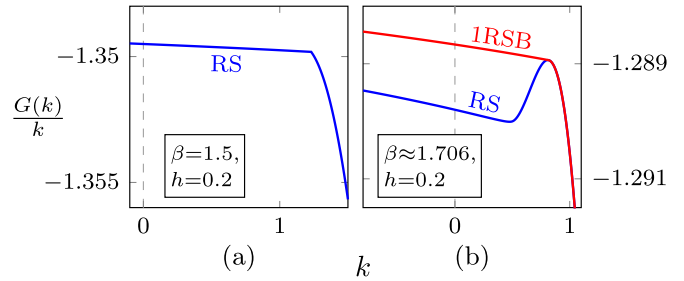 −1.35
−1.355
G(k)
k
RS
β=1.5,
h=0.2
0
1
(a)
1RSB
RS
β≈1.706,
h=0.2
−1.289
−1.291
0
1
(b)
k